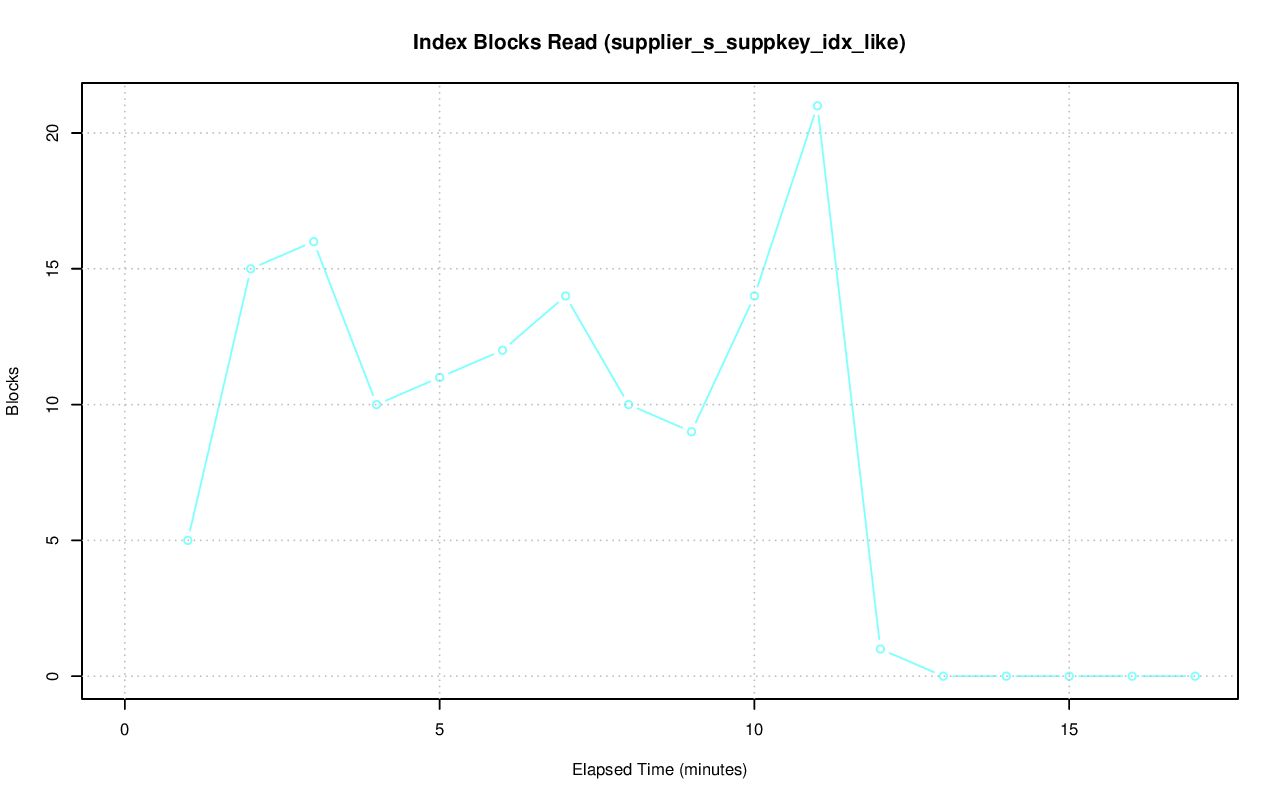 Index Blocks Read (supplier_s_suppkey_idx_like)
20
15
10
5
0
Blocks
0 5 10 15
Elapsed Time (minutes)